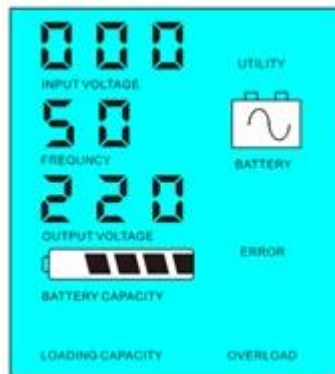 000
INPUT VOLTAGE
UTILITY
50
FREQUNCY
BATTERY
220
OUTPUT VOLTAGE
ERROR
BATTERY CAPACITY
LOADING CAPACITY
OVERLOAD